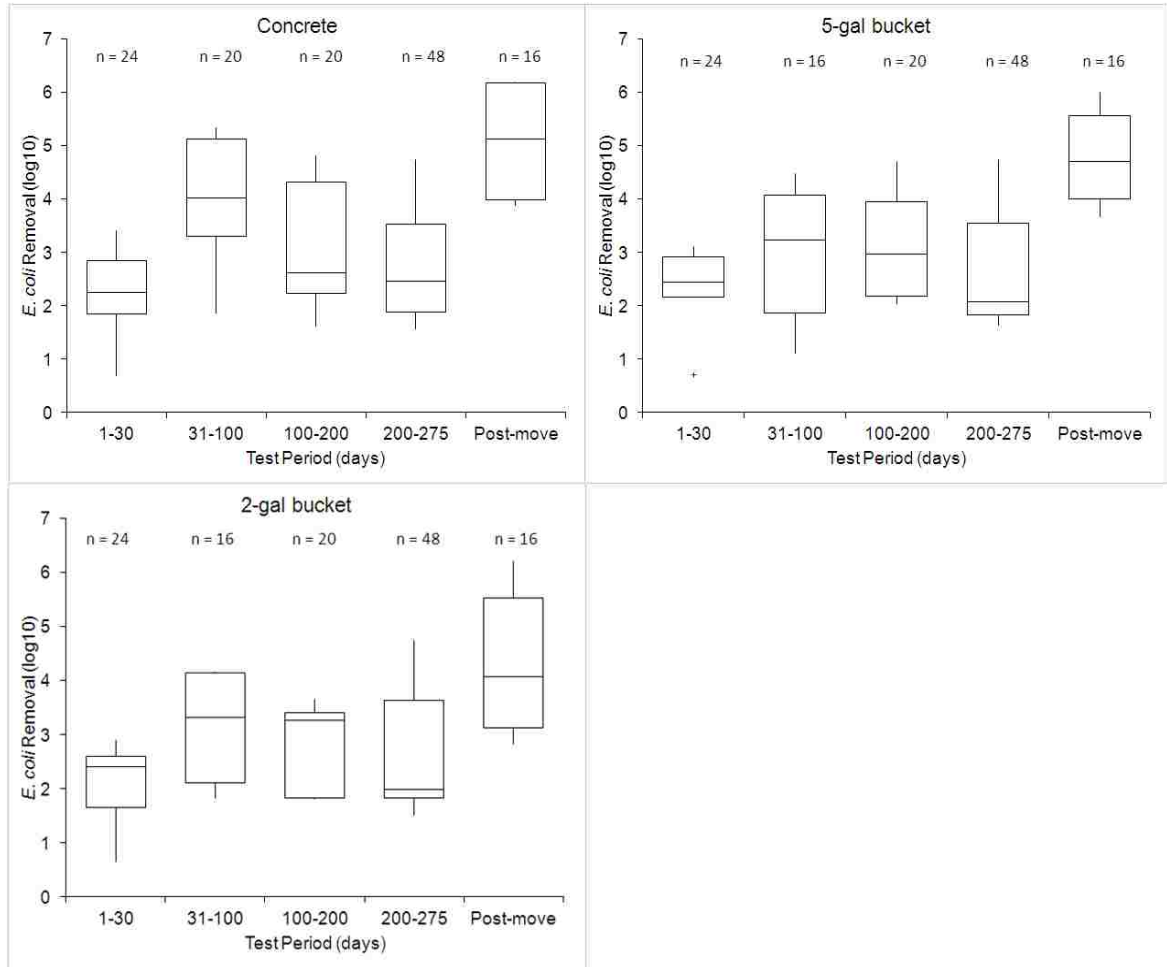 Concrete
n = 24 n = 20 n = 20 n = 48 n = 16
7
6
5
4
3
2
1
0
E. coli Removal (log10)
1-30 31-100 100-200 200-275 Post-move
Test Period (days)
5-gal bucket
n = 24 n = 16 n = 20 n = 48 n = 16
7
6
5
4
3
2
1
0
E. coli Removal (log10)
1-30 31-100 100-200 200-275 Post-move
Test Period (days)
2-gal bucket
n = 24 n = 16 n = 20 n = 48 n = 16
7
6
5
4
3
2
1
0
E. coli Removal (log10)
1-30 31-100 100-200 200-275 Post-move
Test Period (days)